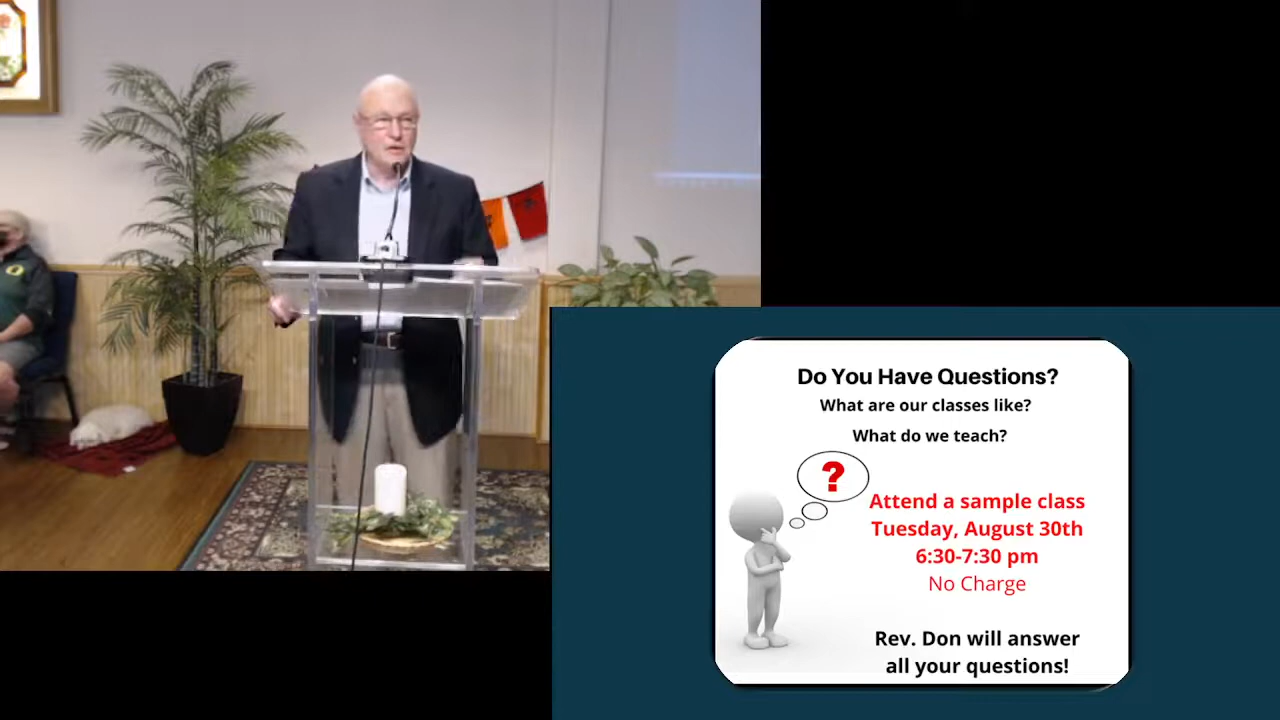 Do You Have Questions?
What are our classes like?
What do we teach?
?
Attend a sample class
Tuesday, August 30th
6:30-7:30 pm
No Charge
Rev. Don will answer
all your questions!